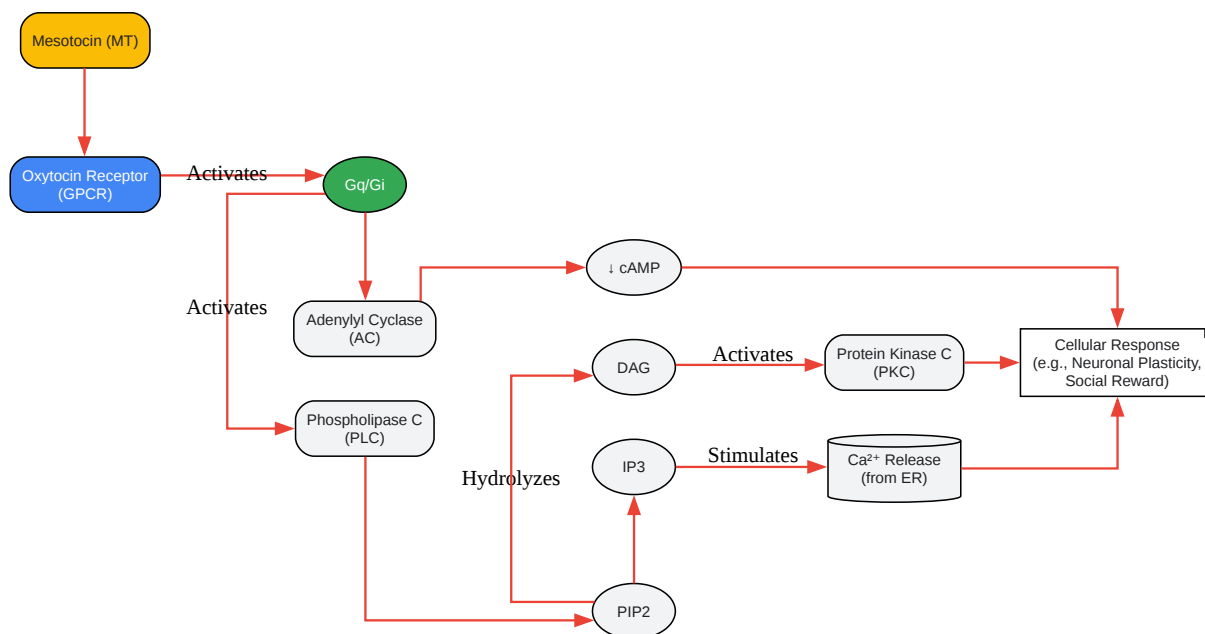 Mesotocin (MT)
Oxytocin Receptor
(GPCR)
Activates
Gq/Gi
Activates
Adenylyl Cyclase
(AC)
↓ cAMP
Phospholipase C
(PLC)
Hydrolyzes
DAG
Activates
Protein Kinase C
(PKC)
IP3
Stimulates
Ca²⁺ Release
(from ER)
PIP2
Cellular Response
(e.g., Neuronal Plasticity,
Social Reward)